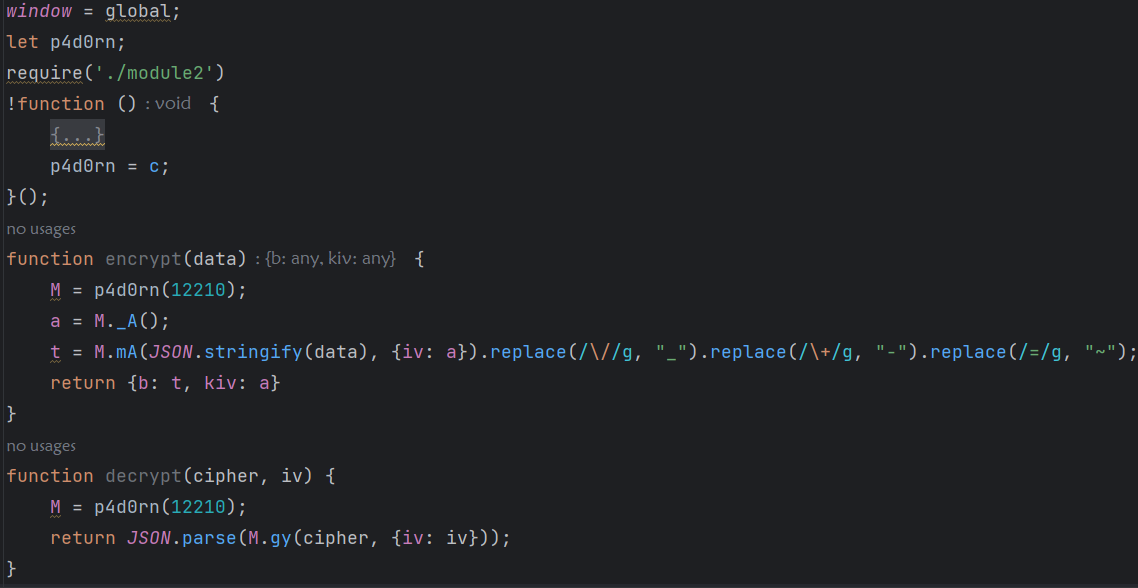 window = global;
let p4d0rn;
require('./module2')
!function () : void {
{...}
p4d0rn = c;
}();
no usages
function encrypt(data) : {b: any, kiv: any} {
M = p4d0rn(12210);
a = M._A();
t = M.mA(JSON.stringify(data), {iv: a}).replace(/\//g, "_").replace(/\+/g, "-").replace(/=/g, "~");
return {b: t, kiv: a}
}
no usages
function decrypt(cipher, iv) {
M = p4d0rn(12210);
return JSON.parse(M.gy(cipher, {iv: iv}));
}